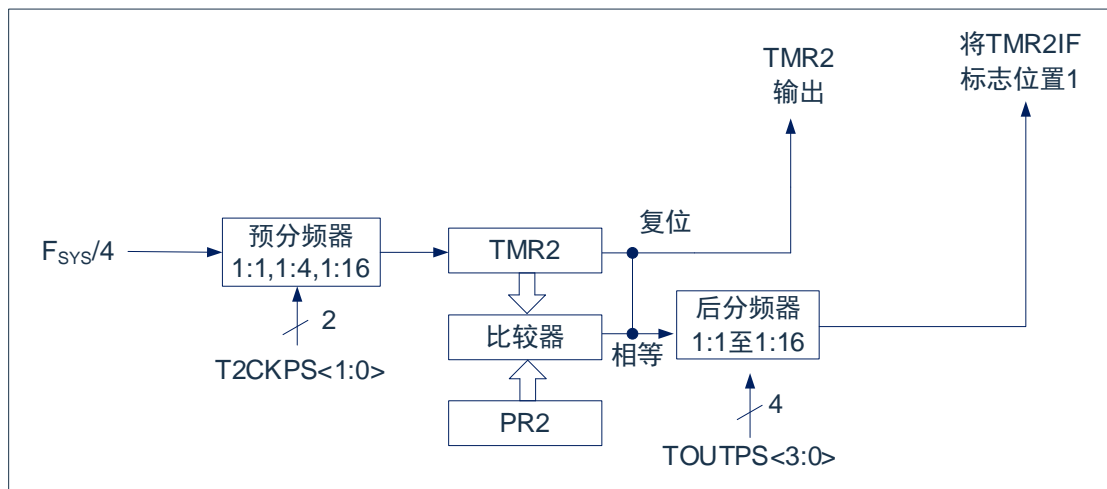 TMR2
输出
将TMR2IF
标志位置1
复位
F_SYS/4
预分频器
1:1,1:4,1:16
TMR2
2
T2CKPS<1:0>
比较器
相等
后分频器
1:1至1:16
PR2
4
TOUTPS<3:0>